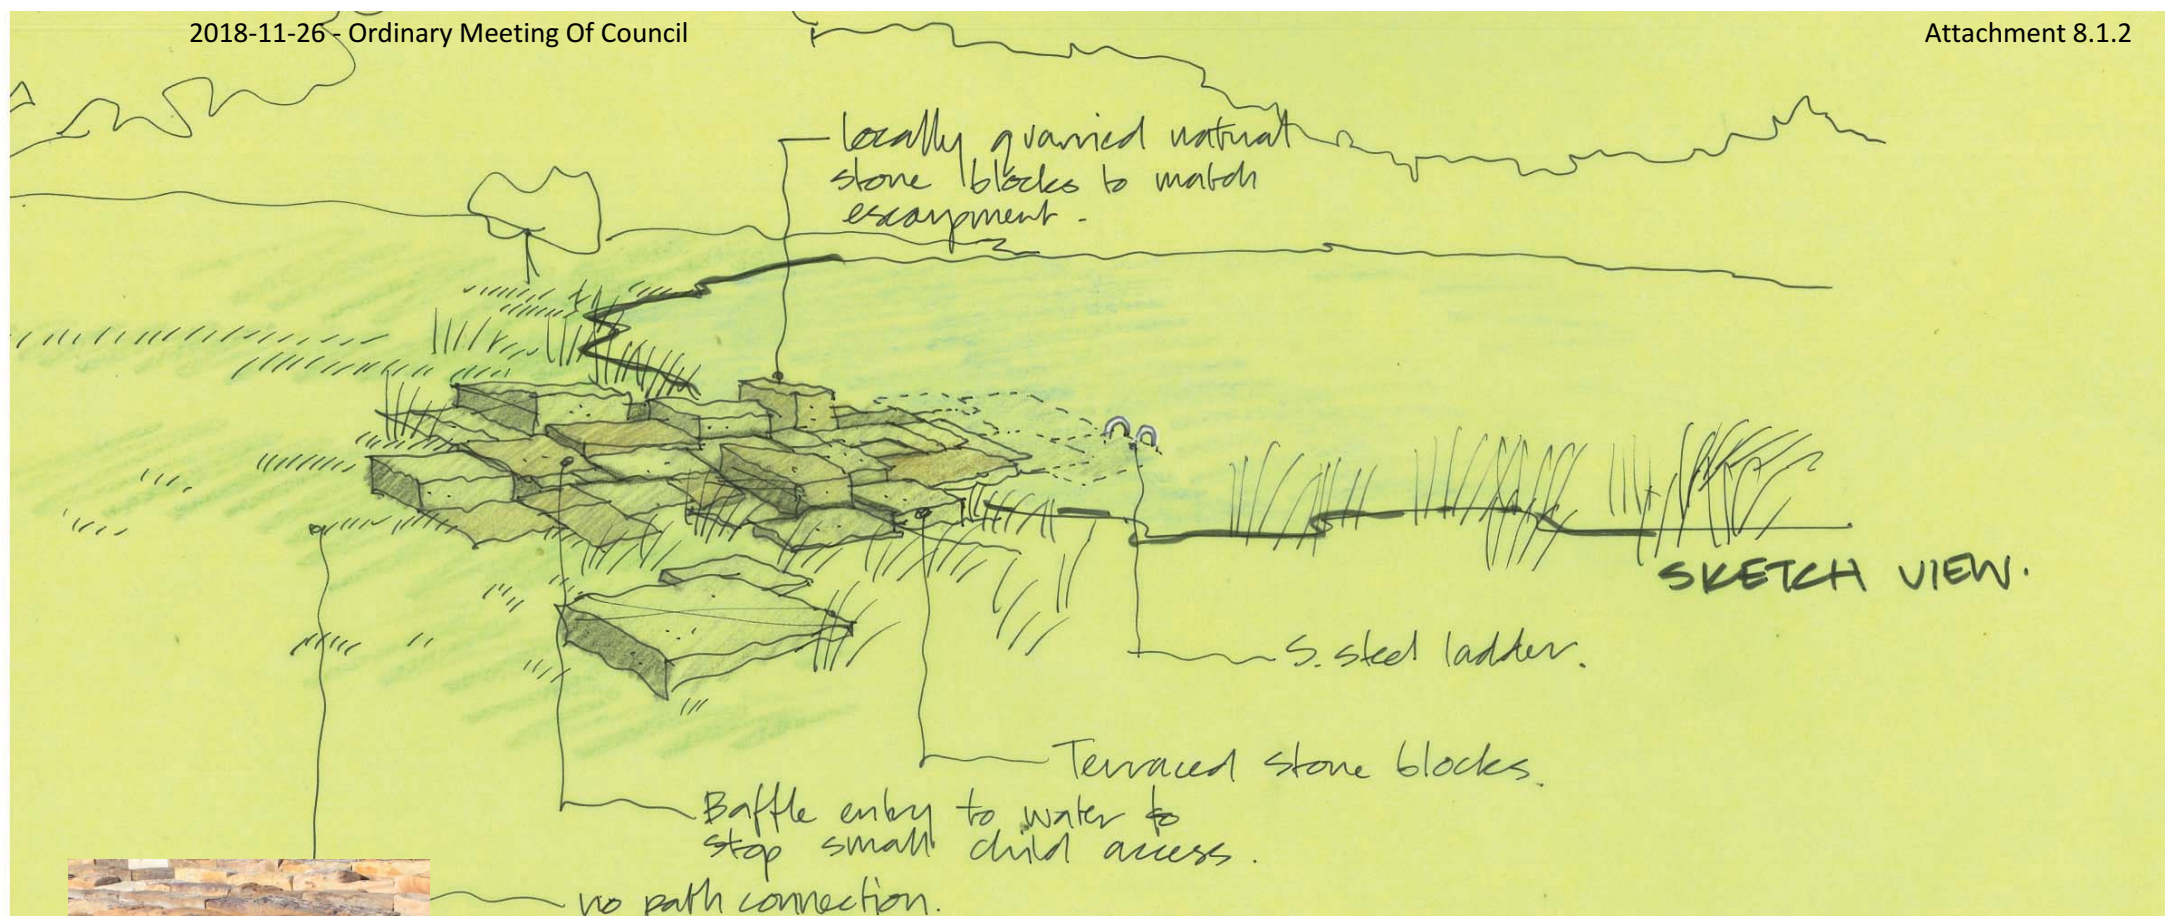 2018-11-26 - Ordinary Meeting Of Council
Attachment 8.1.2
locally quarried natural
stone blocks to match
escarpment.
SKETCH VIEW.
S. steel ladder.
Terraced stone blocks.
Baffle entry to water to
stop small child access.
no path connection.